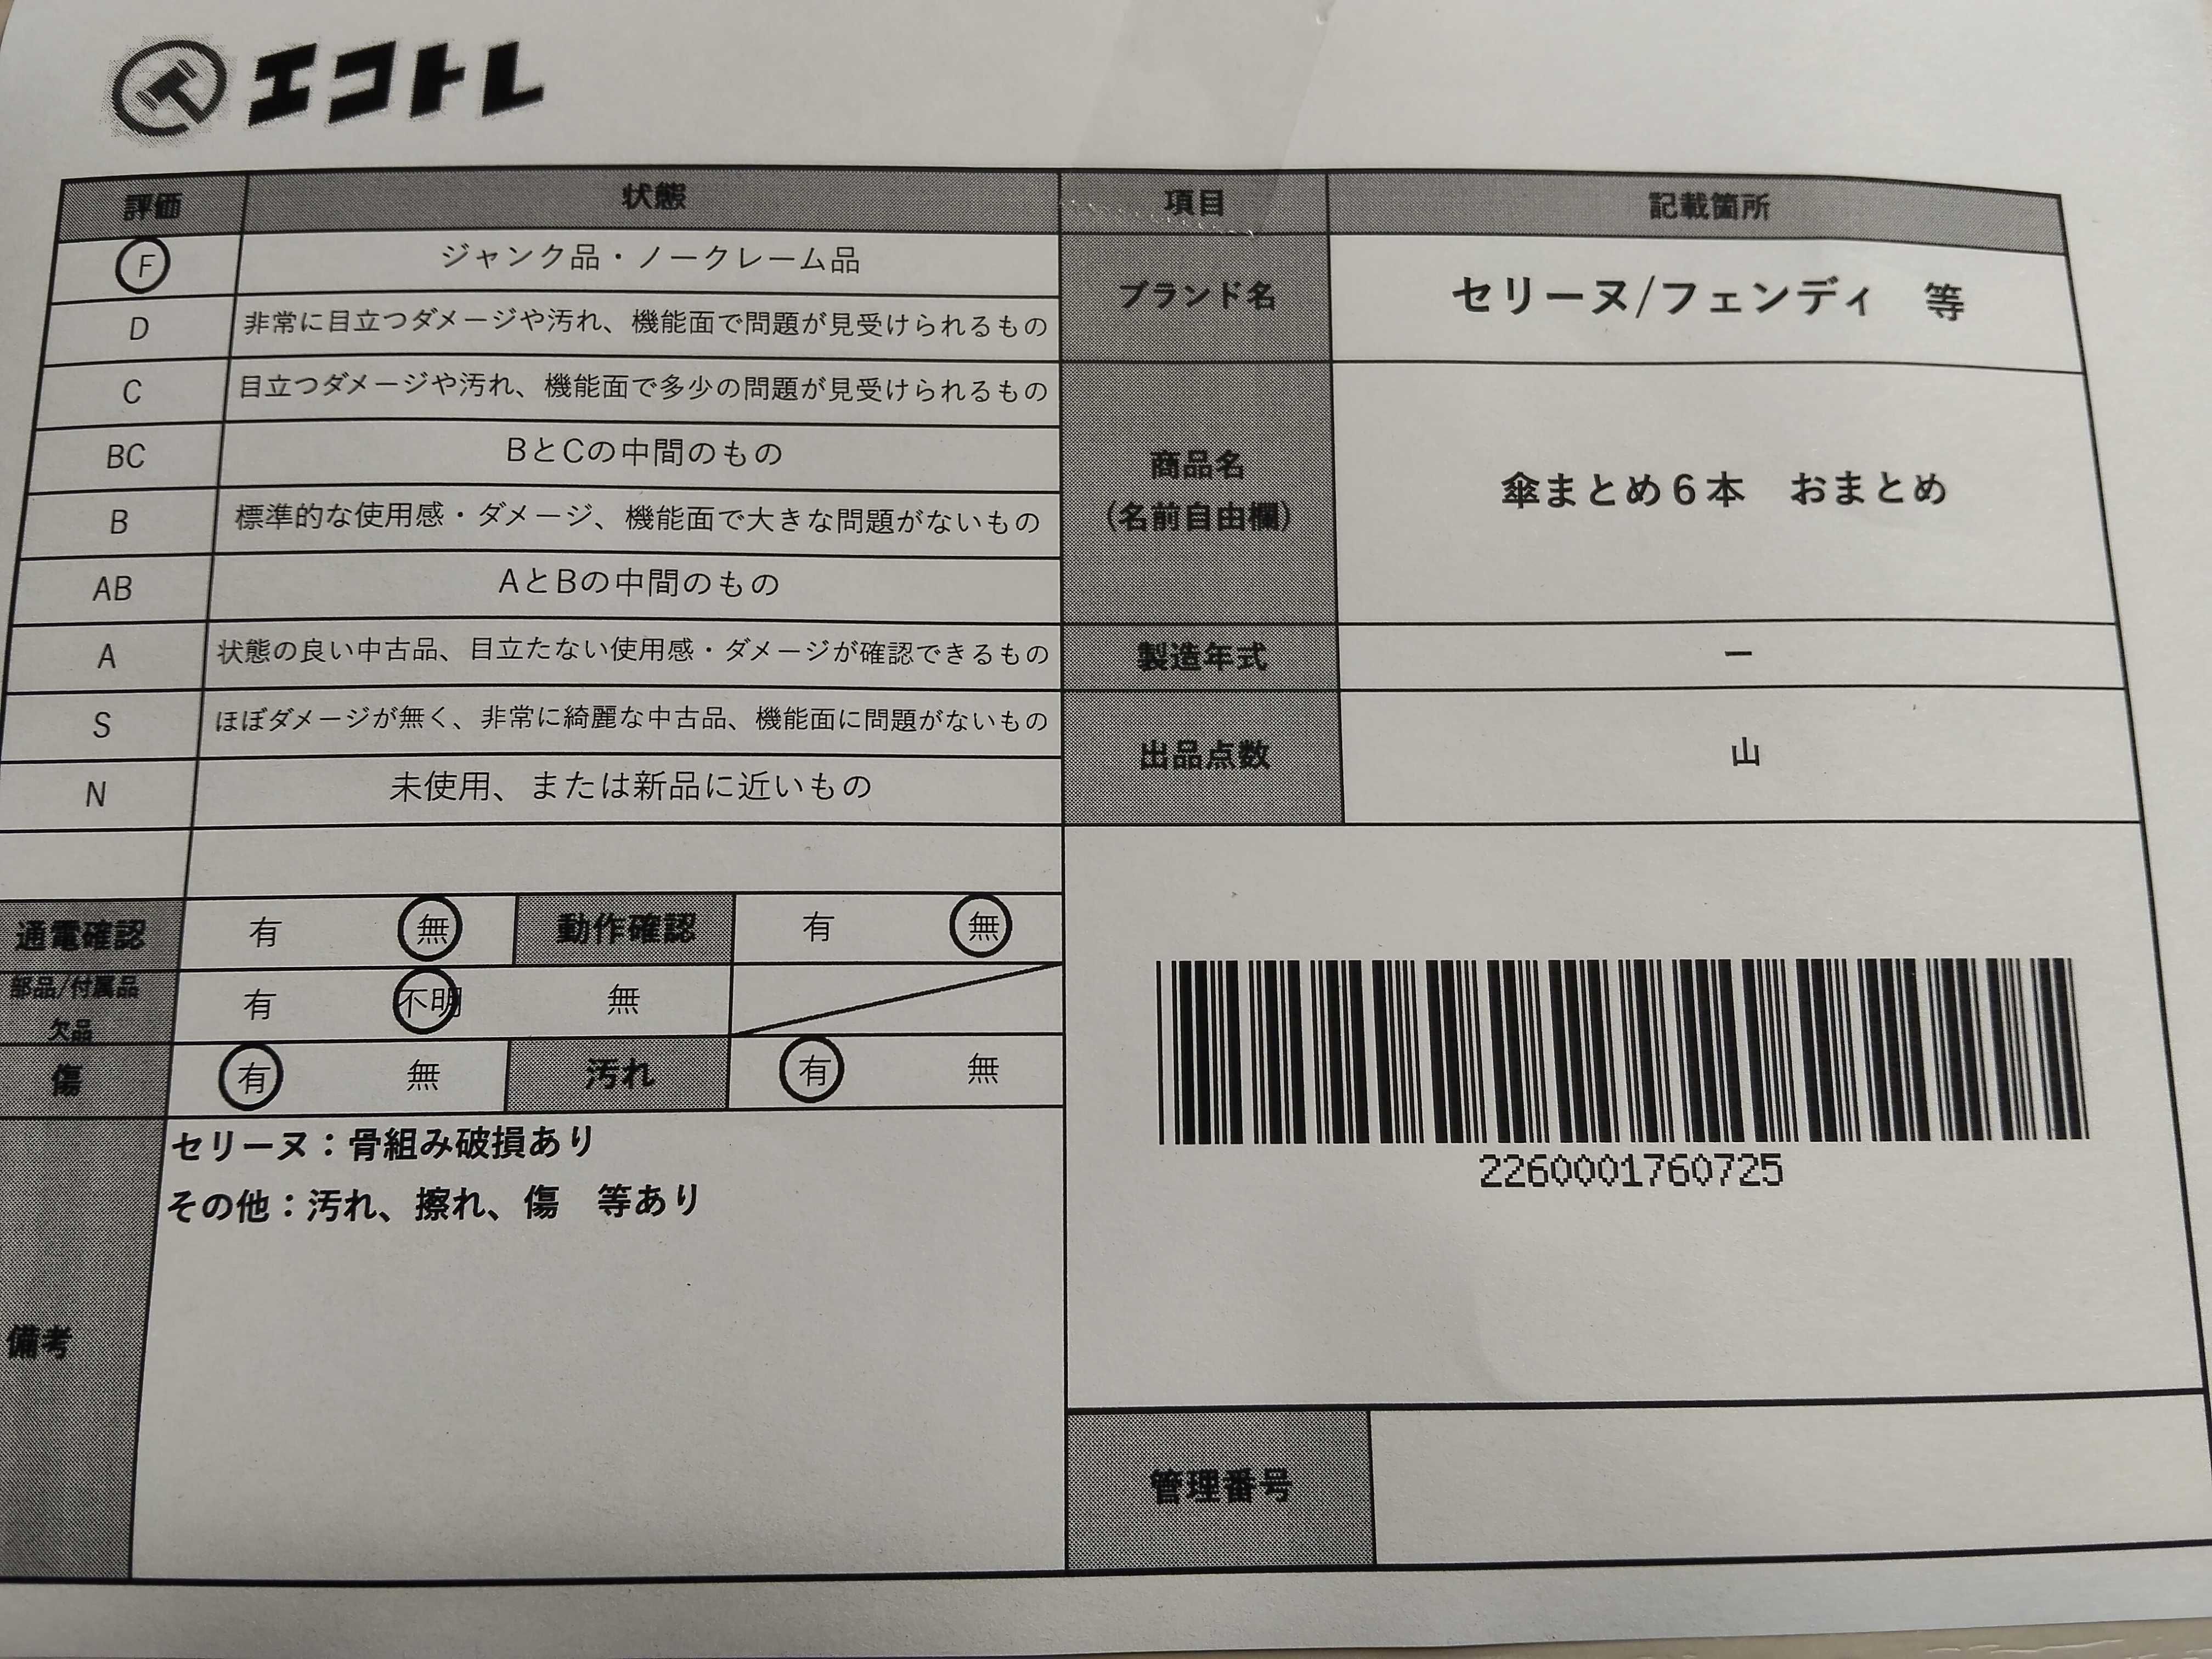 エコトレ
評価 状態 項目 記載箇所
F ジャンク品・ノークレーム品
D 非常に目立つダメージや汚れ、機能面で問題が見受けられるもの
ブランド名 セリーヌ/フェンディ 等
C 目立つダメージや汚れ、機能面で多少の問題が見受けられるもの
BC BとCの中間のもの
B 標準的な使用感・ダメージ、機能面で大きな問題がないもの
AB AとBの中間のもの
商品名
(名前自由欄)
傘まとめ6本 おまとめ
A 状態の良い中古品、目立たない使用感・ダメージが確認できるもの
製造年式 ー
S ほぼダメージが無く、非常に綺麗な中古品、機能面に問題がないもの
N 未使用、または新品に近いもの
出品点数 山
通電確認 有 無 動作確認 有 無
部品/付属品
欠品
有 不明 無
傷 有 無 汚れ 有 無
備考
セリーヌ：骨組み破損あり
その他：汚れ、擦れ、傷 等あり
2260001760725
管理番号